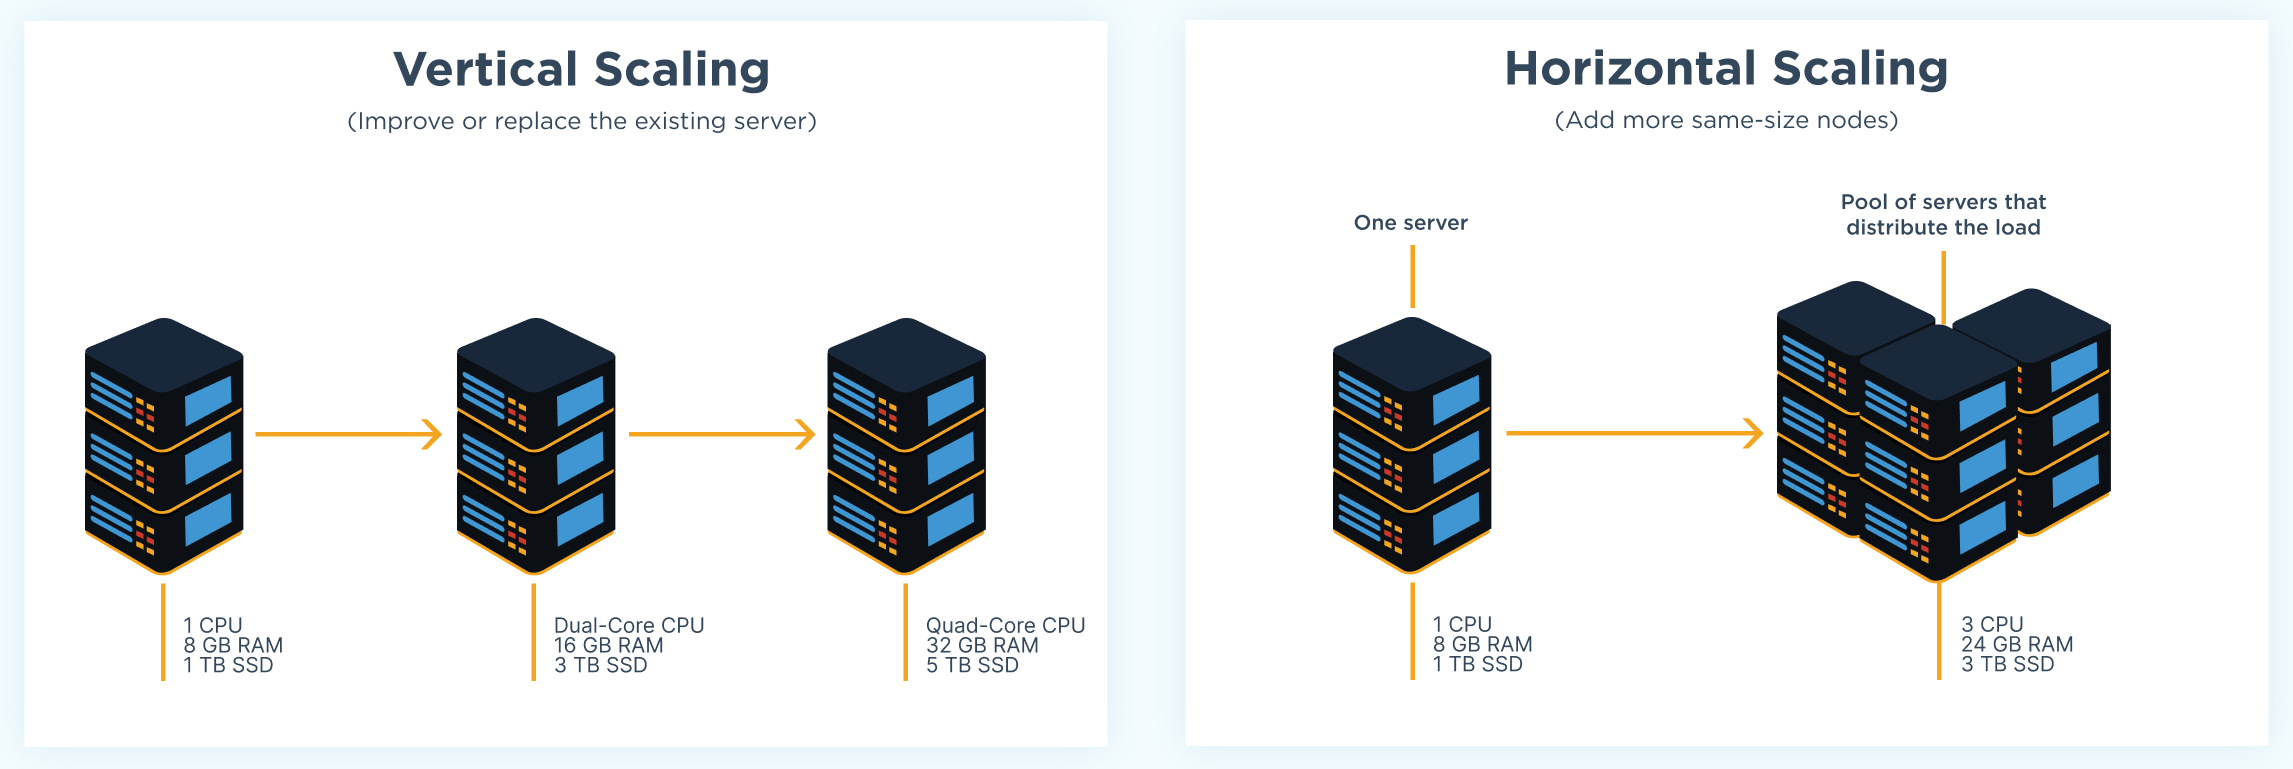 Vertical Scaling
(Improve or replace the existing server)
1 CPU
8 GB RAM
1 TB SSD
Dual-Core CPU
16 GB RAM
3 TB SSD
Quad-Core CPU
32 GB RAM
5 TB SSD
Horizontal Scaling
(Add more same-size nodes)
One server
Pool of servers that
distribute the load
1 CPU
8 GB RAM
1 TB SSD
3 CPU
24 GB RAM
3 TB SSD